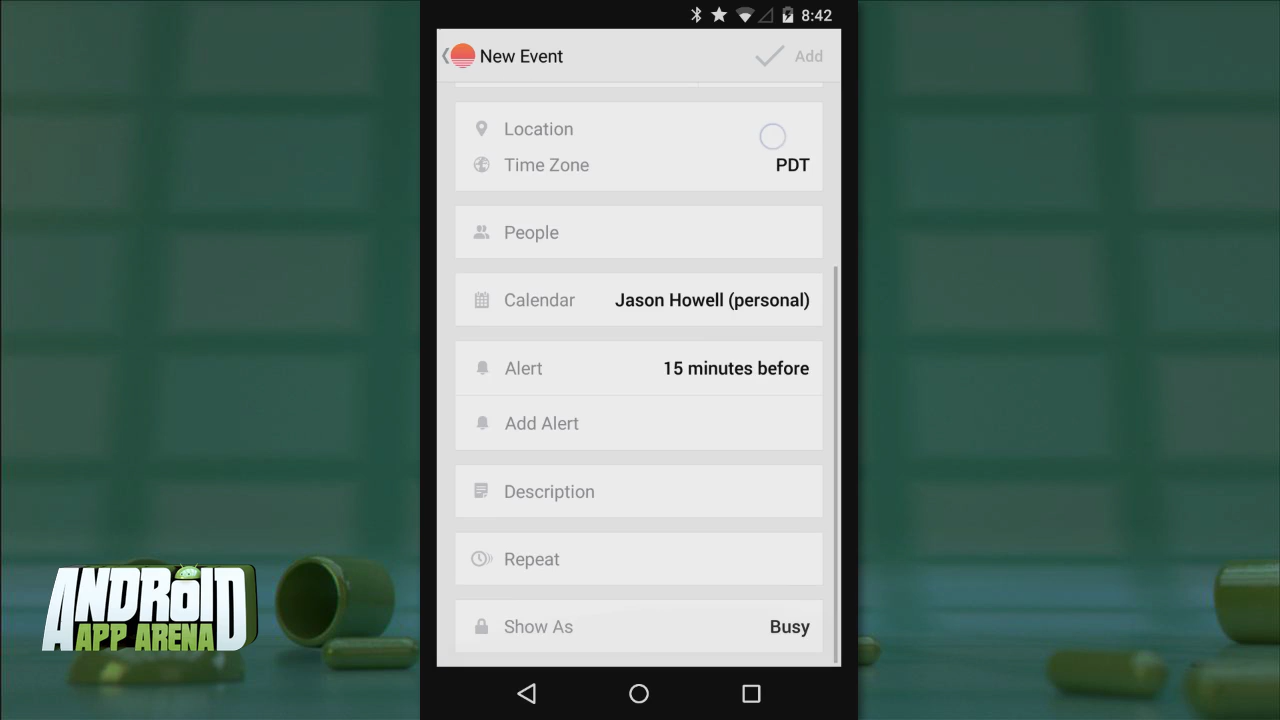 8:42
New Event
Add
Location
Time Zone PDT
People
Calendar Jason Howell (personal)
Alert 15 minutes before
Add Alert
Description
Repeat
Show As Busy
ANDROID
APP ARENA